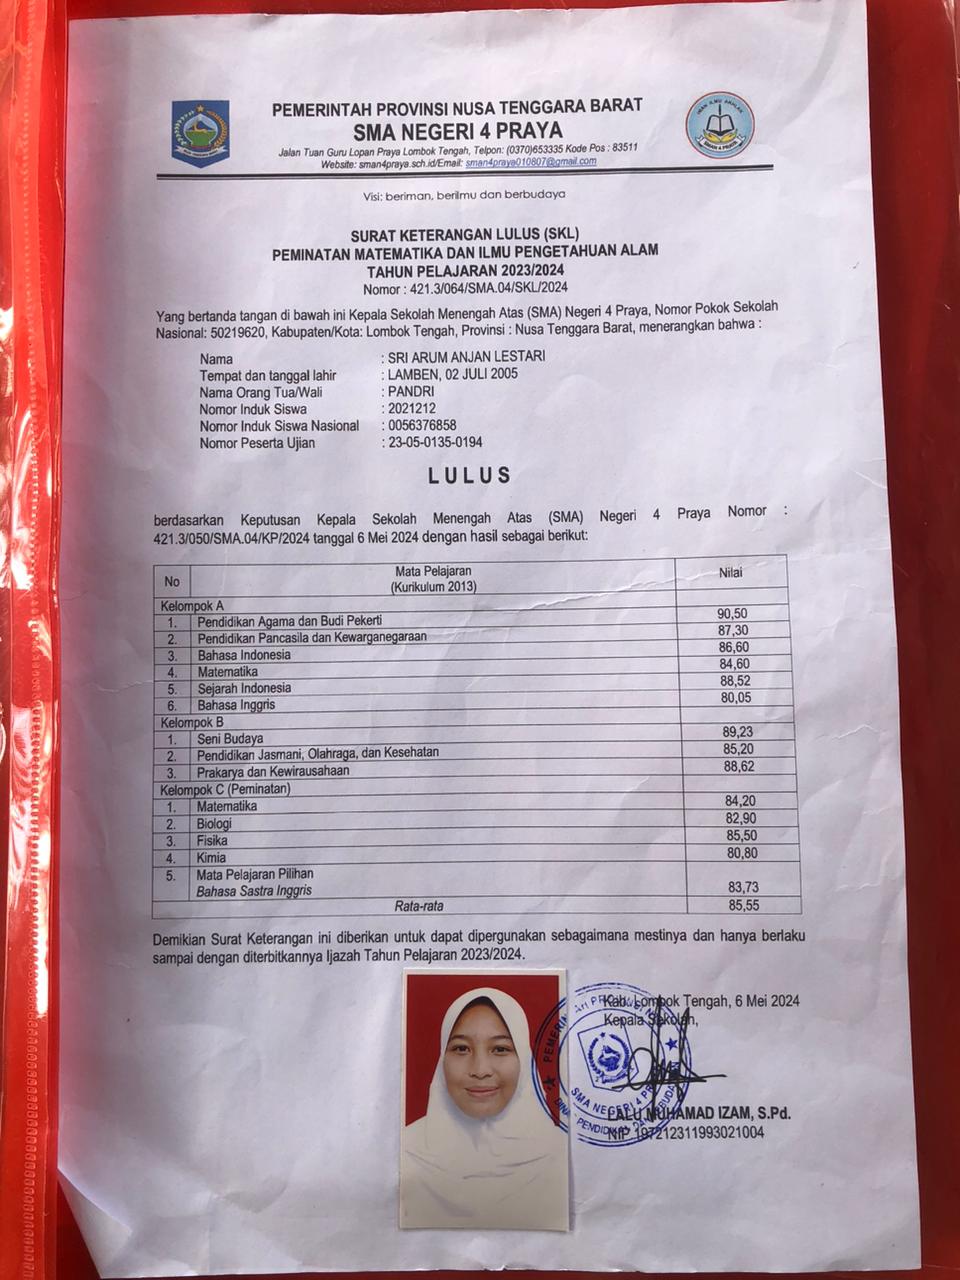 PEMERINTAH PROVINSI NUSA TENGGARA BARAT
SMA NEGERI 4 PRAYA
Jalan Tuan Guru Lopan Praya Lombok Tengah, Telpon: (0370)653335 Kode Pos : 83511
Website: sman4praya.sch.id/Email: sman4praya010807@gmail.com
IMAN ILMU AKHLAK
SMAN 4 PRAYA
Visi: beriman, berilmu dan berbudaya
SURAT KETERANGAN LULUS (SKL)
PEMINATAN MATEMATIKA DAN ILMU PENGETAHUAN ALAM
TAHUN PELAJARAN 2023/2024
Nomor : 421.3/064/SMA.04/SKL/2024
Yang bertanda tangan di bawah ini Kepala Sekolah Menengah Atas (SMA) Negeri 4 Praya, Nomor Pokok Sekolah
Nasional: 50219620, Kabupaten/Kota: Lombok Tengah, Provinsi : Nusa Tenggara Barat, menerangkan bahwa :
Nama : SRI ARUM ANJAN LESTARI
Tempat dan tanggal lahir : LAMBEN, 02 JULI 2005
Nama Orang Tua/Wali : PANDRI
Nomor Induk Siswa : 2021212
Nomor Induk Siswa Nasional : 0056376858
Nomor Peserta Ujian : 23-05-0135-0194
LULUS
berdasarkan Keputusan Kepala Sekolah Menengah Atas (SMA) Negeri 4 Praya Nomor :
421.3/050/SMA.04/KP/2024 tanggal 6 Mei 2024 dengan hasil sebagai berikut:
No Mata Pelajaran (Kurikulum 2013) Nilai
Kelompok A
1. Pendidikan Agama dan Budi Pekerti 90,50
2. Pendidikan Pancasila dan Kewarganegaraan 87,30
3. Bahasa Indonesia 86,60
4. Matematika 84,60
5. Sejarah Indonesia 88,52
6. Bahasa Inggris 80,05
Kelompok B
1. Seni Budaya 89,23
2. Pendidikan Jasmani, Olahraga, dan Kesehatan 85,20
3. Prakarya dan Kewirausahaan 88,62
Kelompok C (Peminatan)
1. Matematika 84,20
2. Biologi 82,90
3. Fisika 85,50
4. Kimia 80,80
5. Mata Pelajaran Pilihan
Bahasa Sastra Inggris 83,73
Rata-rata 85,55
Demikian Surat Keterangan ini diberikan untuk dapat dipergunakan sebagaimana mestinya dan hanya berlaku
sampai dengan diterbitkannya Ijazah Tahun Pelajaran 2023/2024.
Kab. Lombok Tengah, 6 Mei 2024
Kepala Sekolah,
SMA NEGERI 4
LALU MUHAMAD IZAM, S.Pd.
NIP 197212311993021004